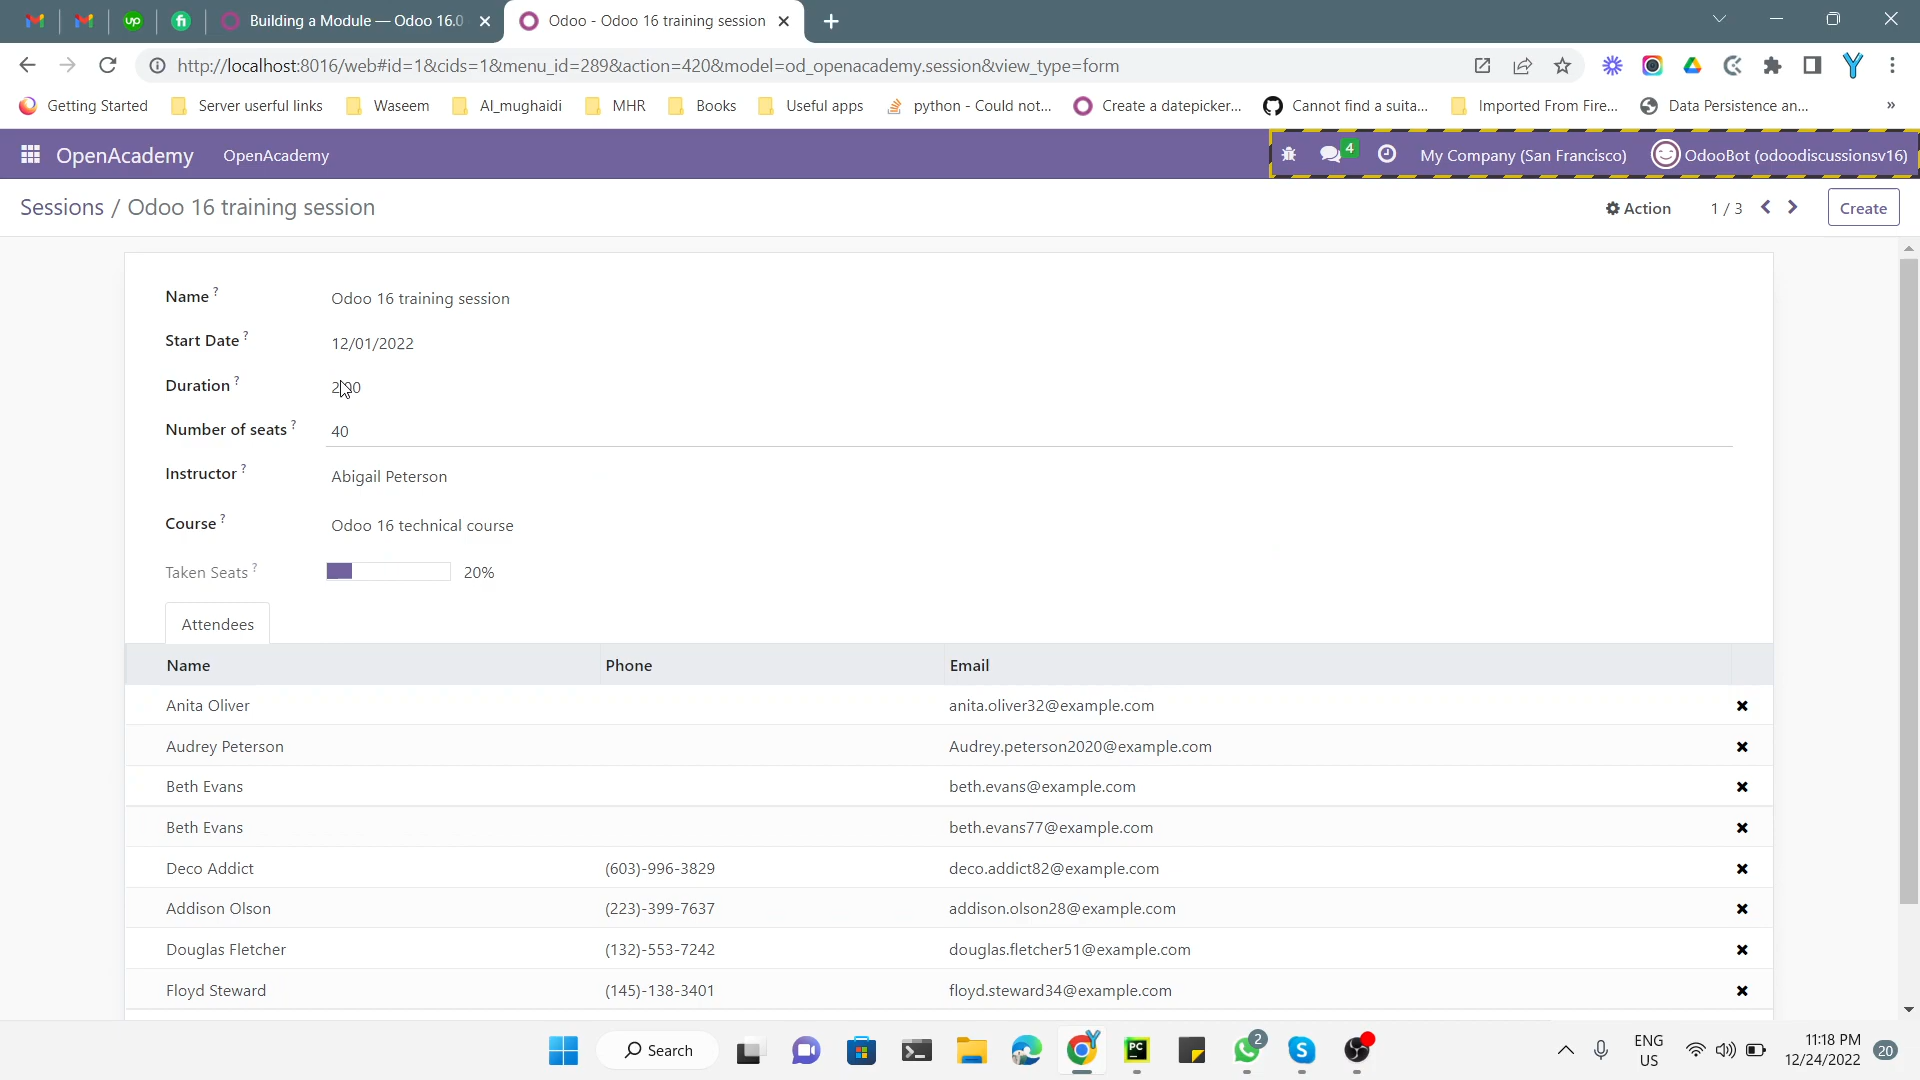 Building a Module — Odoo 16.0
Odoo - Odoo 16 training session
http://localhost:8016/web#id=1&cids=1&menu_id=289&action=420&model=od_openacademy.session&view_type=form
Getting Started Server useful links Waseem Al_mughaidi MHR Books Useful apps python - Could not... Create a datepicker... Cannot find a suita... Imported From Fire... Data Persistence an... »
OpenAcademy OpenAcademy 4 My Company (San Francisco) OdooBot (odoodiscussionsv16)
Sessions / Odoo 16 training session Action 1 / 3 Create
Name ? Odoo 16 training session
Start Date ? 12/01/2022
Duration ? 2.00
Number of seats ? 40
Instructor ? Abigail Peterson
Course ? Odoo 16 technical course
Taken Seats ? 20%
Attendees
Name Phone Email
Anita Oliver anita.oliver32@example.com
Audrey Peterson Audrey.peterson2020@example.com
Beth Evans beth.evans@example.com
Beth Evans beth.evans77@example.com
Deco Addict (603)-996-3829 deco.addict82@example.com
Addison Olson (223)-399-7637 addison.olson28@example.com
Douglas Fletcher (132)-553-7242 douglas.fletcher51@example.com
Floyd Steward (145)-138-3401 floyd.steward34@example.com
Search 2 ENG US 11:18 PM 12/24/2022 20